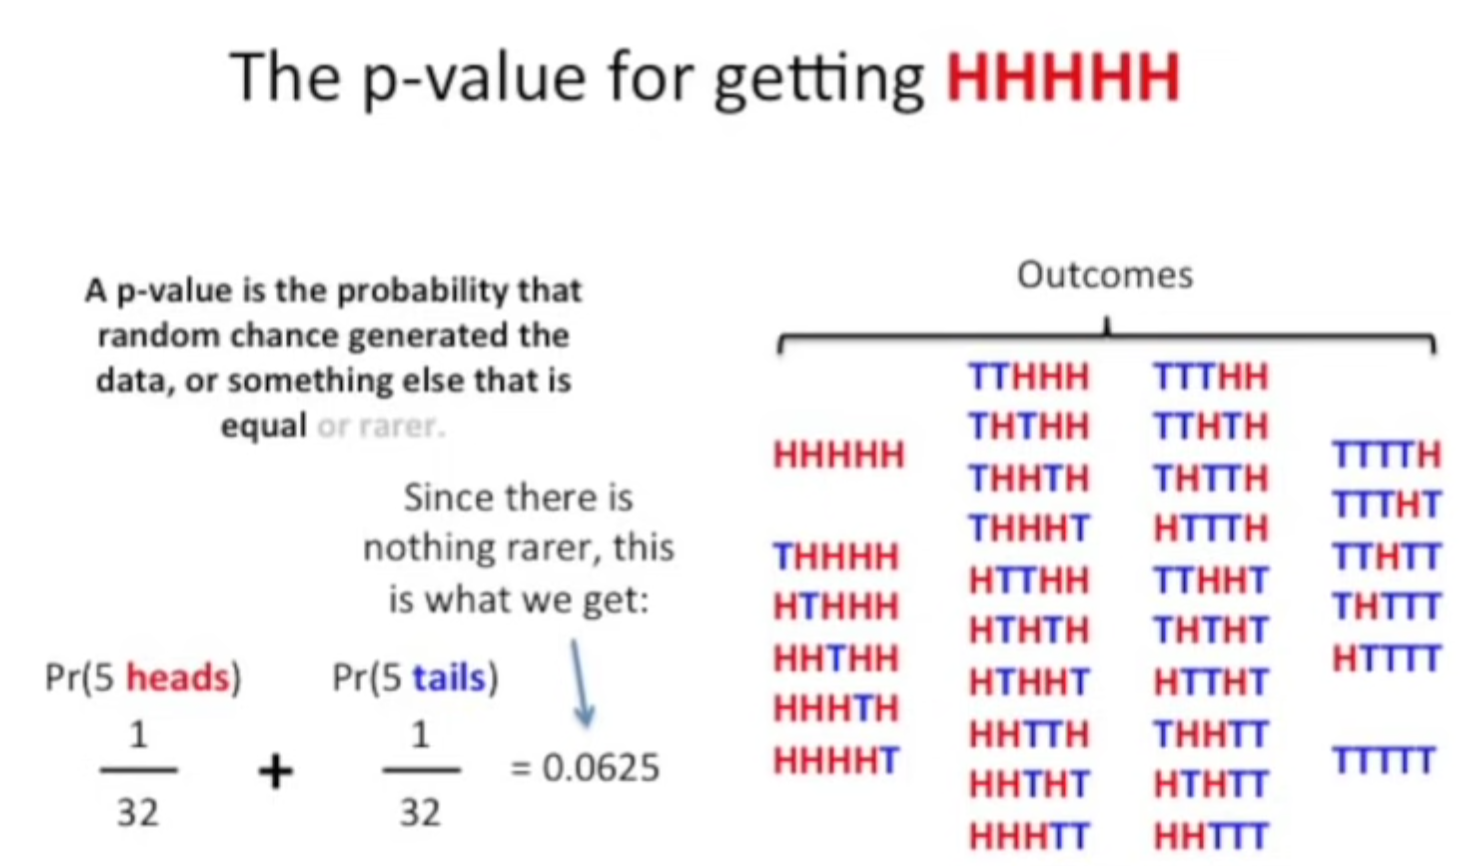 The p-value for getting HHHHH
A p-value is the probability that
random chance generated the
data, or something else that is
equal or rarer.
Since there is
nothing rarer, this
is what we get:
Pr(5 heads)
1
32
+
Pr(5 tails)
1
32
= 0.0625
Outcomes
HHHHH
THHHH
HTHHH
HHTHH
HHHTH
HHHHT
TTHHH
THTHH
THHTH
THHHT
HTTHH
HTHTH
HTHHT
HHTTH
HHTHT
HHHTT
TTTHH
TTHTH
THTTH
HTTTH
TTHHT
THTHT
HTTHT
THHTT
HTHTT
HHTTT
TTTTH
TTTHT
TTHTT
THTTT
HTTTT
TTTTT